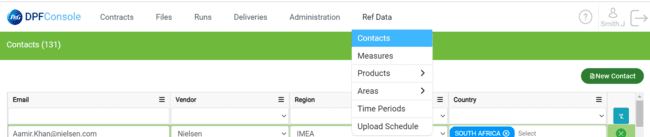 P&G DPFConsole Contracts Files Runs Deliveries Administration Ref Data ? Smith.J
Contacts (131)
Contacts
Measures
Products
Areas
Time Periods
Upload Schedule
New Contact
Email Vendor Region Country
Aamir.Khan@nielsen.com Nielsen IMEA SOUTH AFRICA Select